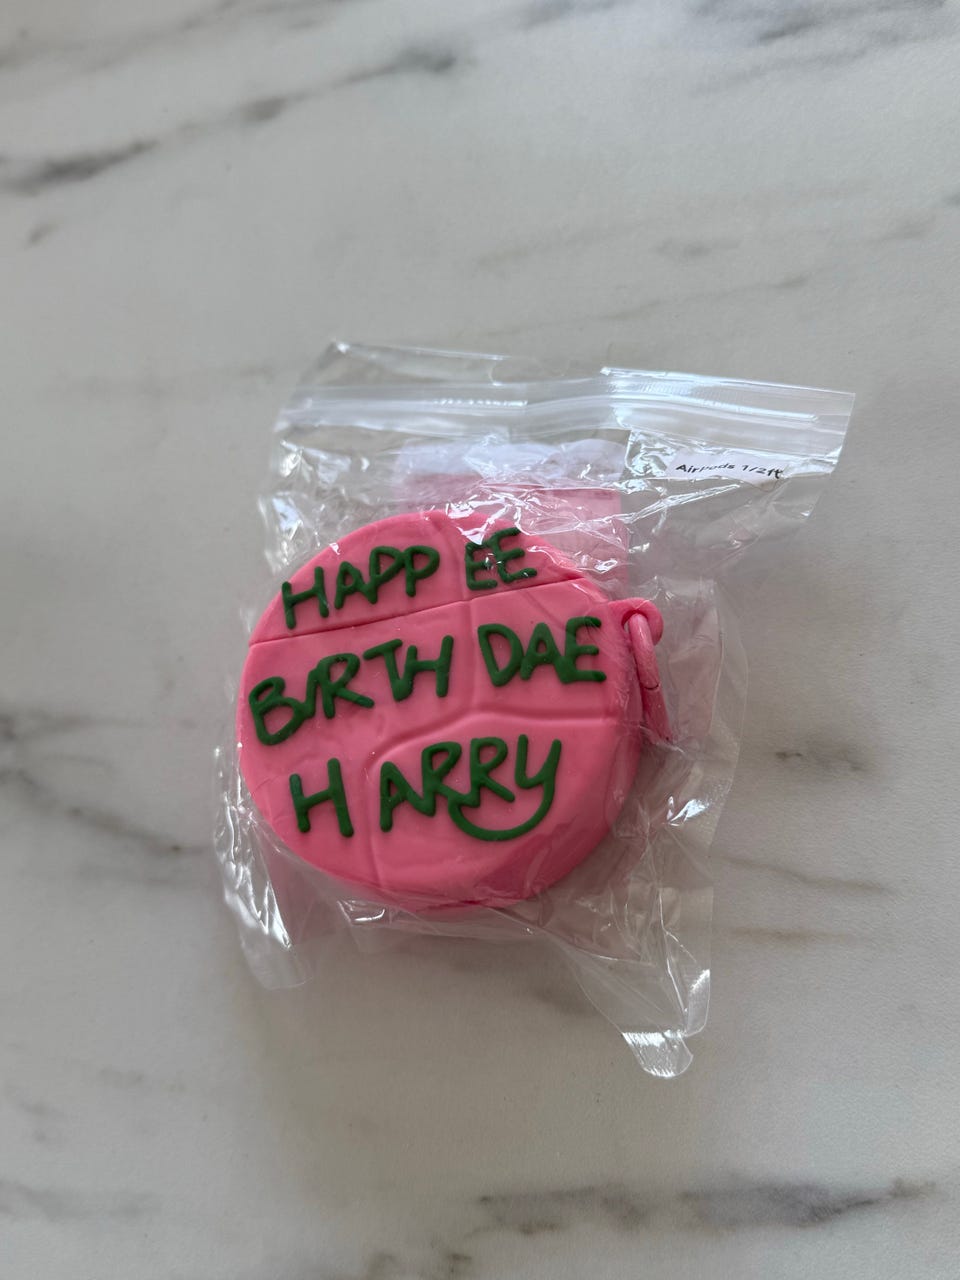 AirPods 1/2代
HAPP EE
BIRTH DAE
HARRY